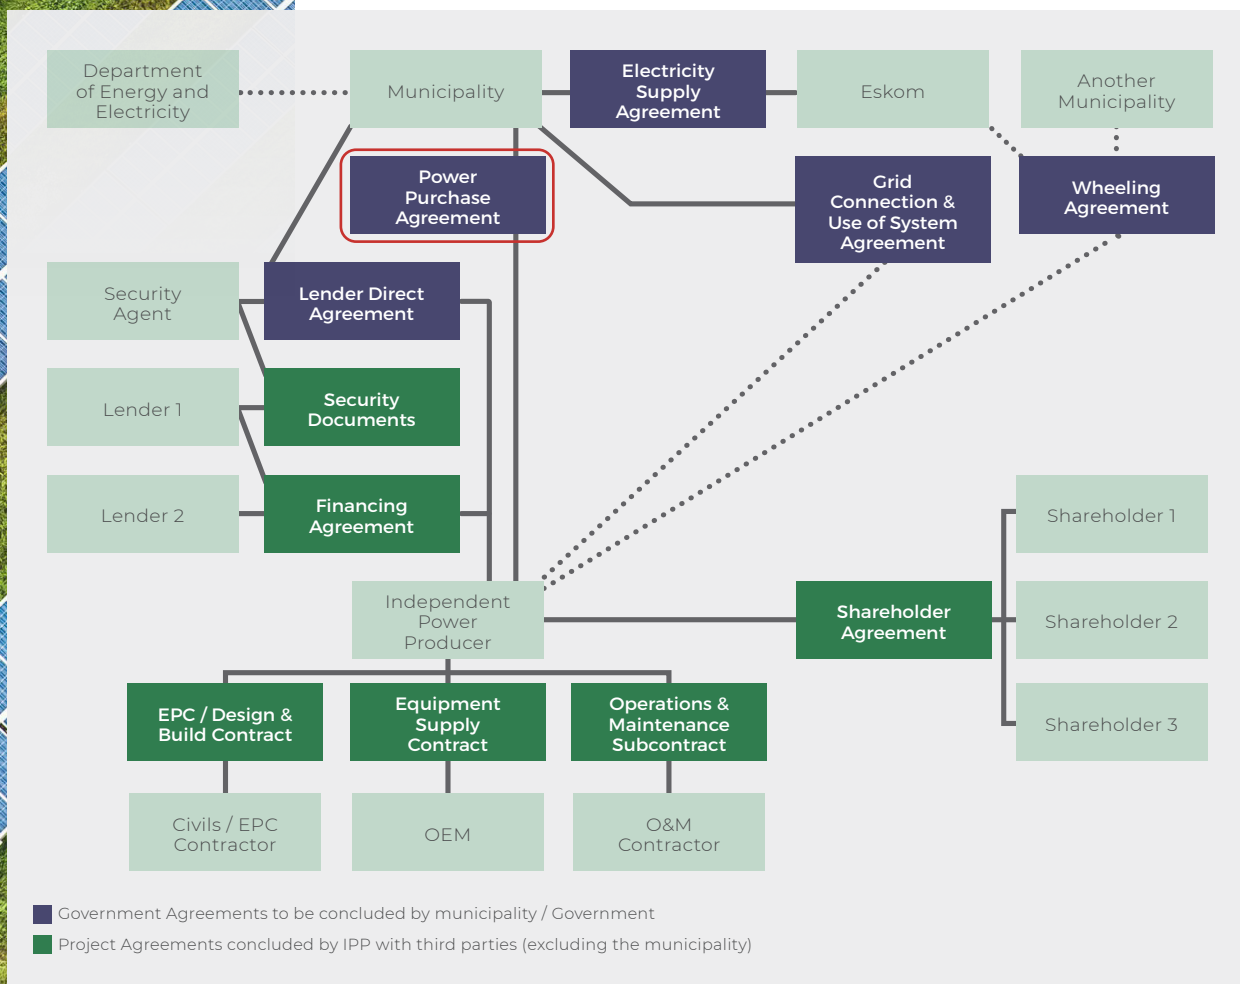 Department
of Energy and
Electricity
Municipality
Electricity
Supply
Agreement
Eskom
Another
Municipality
Power
Purchase
Agreement
Grid
Connection &
Use of System
Agreement
Wheeling
Agreement
Security
Agent
Lender Direct
Agreement
Lender 1
Security
Documents
Lender 2
Financing
Agreement
Shareholder 1
Independent
Power
Producer
Shareholder
Agreement
Shareholder 2
EPC / Design &
Build Contract
Equipment
Supply
Contract
Operations &
Maintenance
Subcontract
Shareholder 3
Civils / EPC
Contractor
OEM
O&M
Contractor
Government Agreements to be concluded by municipality / Government
Project Agreements concluded by IPP with third parties (excluding the municipality)